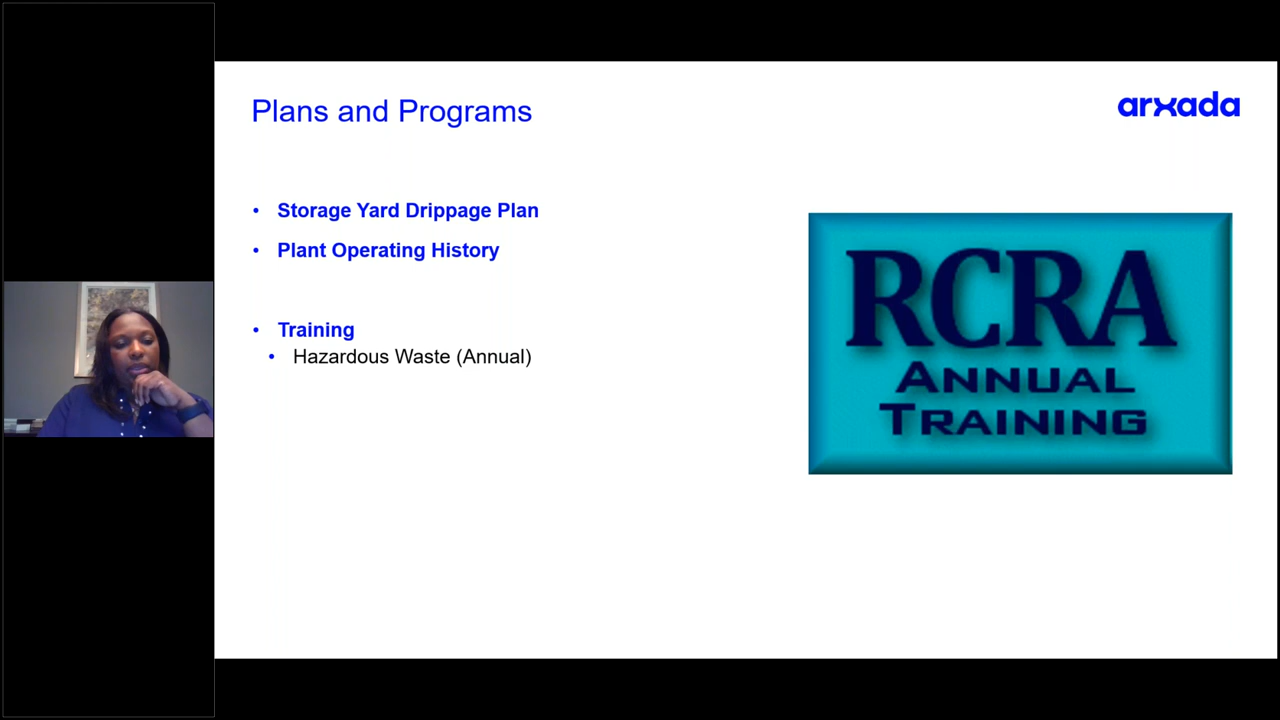 Plans and Programs
arxada
• Storage Yard Drippage Plan
• Plant Operating History
• Training
• Hazardous Waste (Annual)
RCRA
ANNUAL
TRAINING